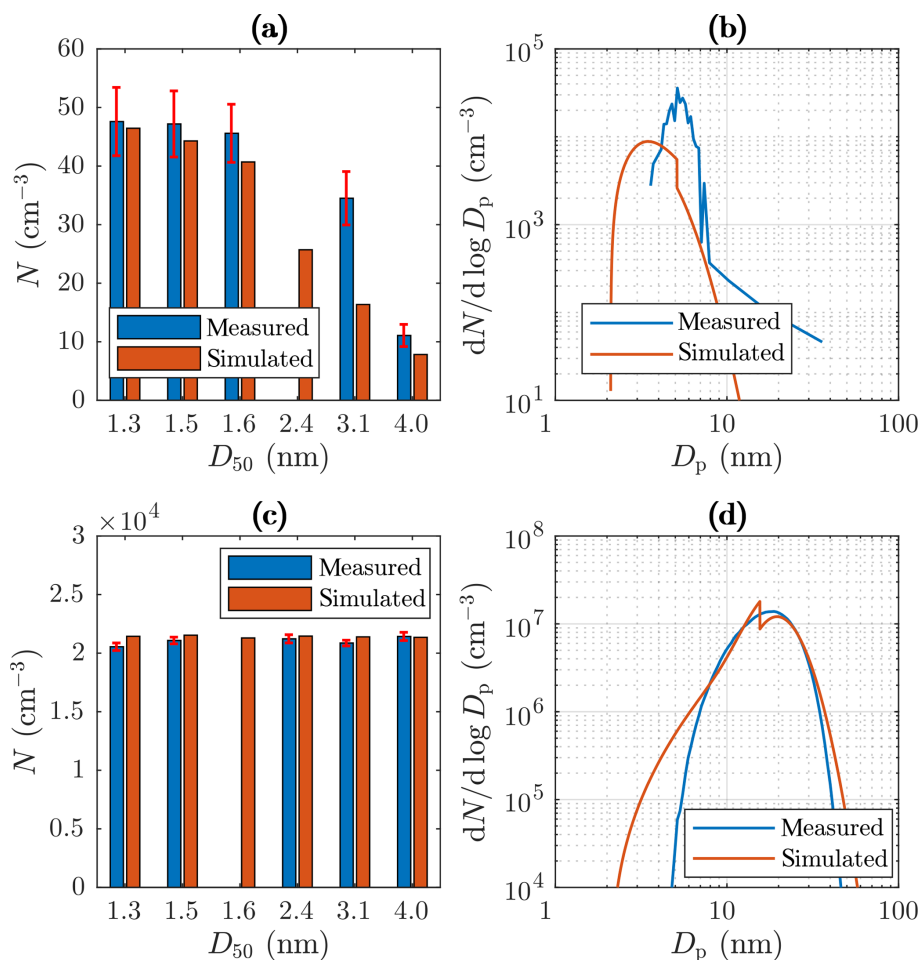 (a)
60
50
40
30
20
10
0
N (cm⁻³)
Measured
Simulated
1.3 1.5 1.6 2.4 3.1 4.0
D₅₀ (nm)
(b)
10⁵
10³
10¹
dN/d log Dₚ (cm⁻³)
Measured
Simulated
1 10 100
Dₚ (nm)
(c)
×10⁴
3
2.5
2
1.5
1
0.5
0
N (cm⁻³)
Measured
Simulated
1.3 1.5 1.6 2.4 3.1 4.0
D₅₀ (nm)
(d)
10⁸
10⁷
10⁶
10⁵
10⁴
dN/d log Dₚ (cm⁻³)
Measured
Simulated
1 10 100
Dₚ (nm)